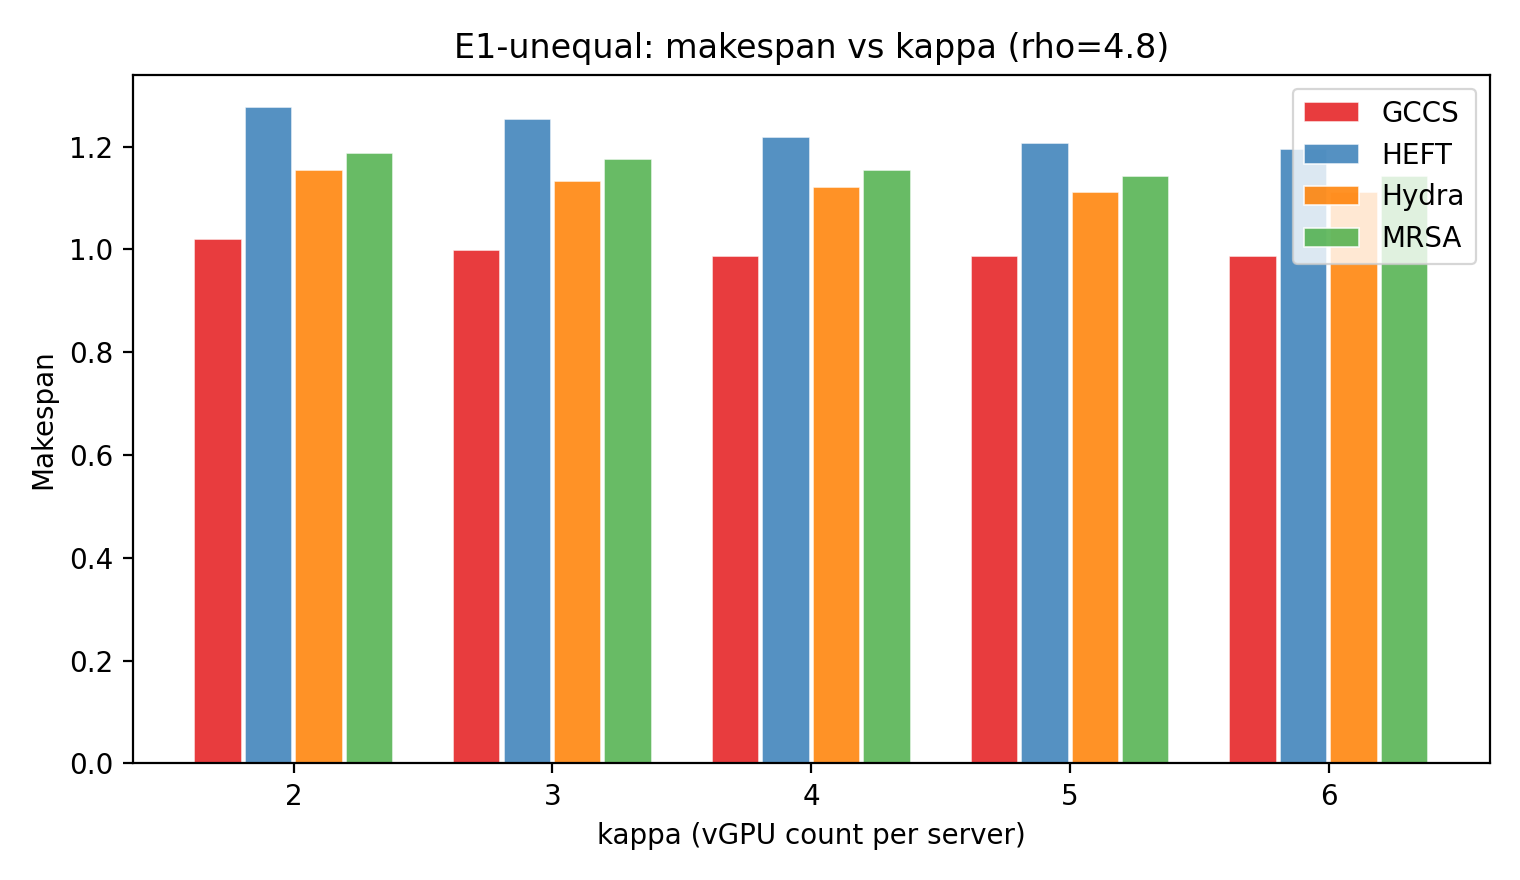 E1-unequal: makespan vs kappa (rho=4.8)
GCCS
HEFT
Hydra
MRSA
1.2
1.0
0.8
0.6
0.4
0.2
0.0
Makespan
2 3 4 5 6
kappa (vGPU count per server)